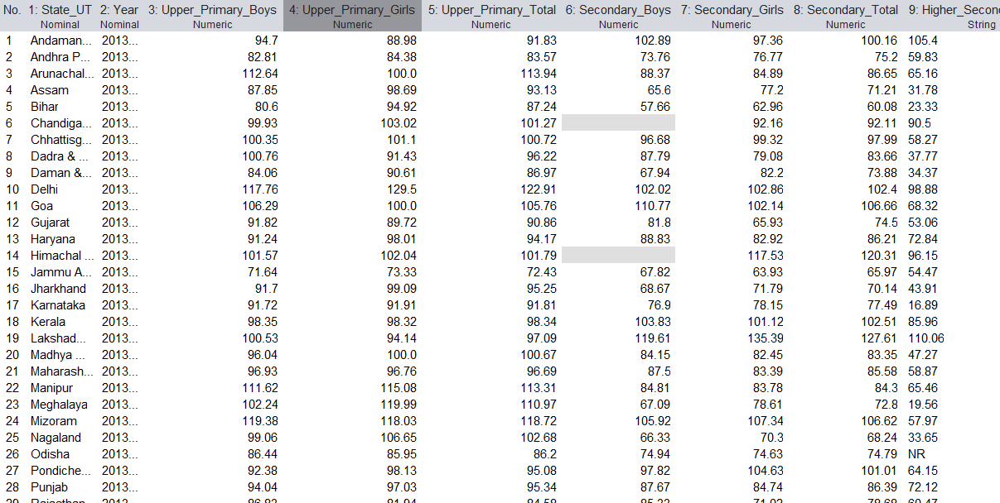 No. 1: State_UT 2: Year 3: Upper_Primary_Boys 4: Upper_Primary_Girls 5: Upper_Primary_Total 6: Secondary_Boys 7: Secondary_Girls 8: Secondary_Total 9: Higher_Secon
Nominal Nominal Numeric Numeric Numeric Numeric Numeric Numeric String
1 Andaman... 2013... 94.7 88.98 91.83 102.89 97.36 100.16 105.4
2 Andhra P... 2013... 82.81 84.38 83.57 73.76 76.77 75.2 59.83
3 Arunachal... 2013... 112.64 100.0 113.94 88.37 84.89 86.65 65.16
4 Assam 2013... 87.85 98.69 93.13 65.6 77.2 71.21 31.78
5 Bihar 2013... 80.6 94.92 87.24 57.66 62.96 60.08 23.33
6 Chandiga... 2013... 99.93 103.02 101.27 92.16 92.11 90.5
7 Chhattisg... 2013... 100.35 101.1 100.72 96.68 99.32 97.99 58.27
8 Dadra & ... 2013... 100.76 91.43 96.22 87.79 79.08 83.66 37.77
9 Daman &... 2013... 84.06 90.61 86.97 67.94 82.2 73.88 34.37
10 Delhi 2013... 117.76 129.5 122.91 102.02 102.86 102.4 98.88
11 Goa 2013... 106.29 100.0 105.76 110.77 102.14 106.66 68.32
12 Gujarat 2013... 91.82 89.72 90.86 81.8 65.93 74.5 53.06
13 Haryana 2013... 91.24 98.01 94.17 88.83 82.92 86.21 72.84
14 Himachal ... 2013... 101.57 102.04 101.79 117.53 120.31 96.15
15 Jammu A... 2013... 71.64 73.33 72.43 67.82 63.93 65.97 54.47
16 Jharkhand 2013... 91.7 99.09 95.25 68.67 71.79 70.14 43.91
17 Karnataka 2013... 91.72 91.91 91.81 76.9 78.15 77.49 16.89
18 Kerala 2013... 98.35 98.32 98.34 103.83 101.12 102.51 85.96
19 Lakshad... 2013... 100.53 94.14 97.09 119.61 135.39 127.61 110.06
20 Madhya ... 2013... 96.04 100.0 100.67 84.15 82.45 83.35 47.27
21 Maharash... 2013... 96.93 96.76 96.69 87.5 83.39 85.58 58.87
22 Manipur 2013... 111.62 115.08 113.31 84.81 83.78 84.3 65.46
23 Meghalaya 2013... 102.24 119.99 110.97 67.09 78.61 72.8 19.56
24 Mizoram 2013... 119.38 118.03 118.72 105.92 107.34 106.62 57.97
25 Nagaland 2013... 99.06 106.65 102.68 66.33 70.3 68.24 33.65
26 Odisha 2013... 86.44 85.95 86.2 74.94 74.63 74.79 NR
27 Pondiche... 2013... 92.38 98.13 95.08 97.82 104.63 101.01 64.15
28 Punjab 2013... 94.04 97.03 95.34 87.67 84.74 86.39 72.12